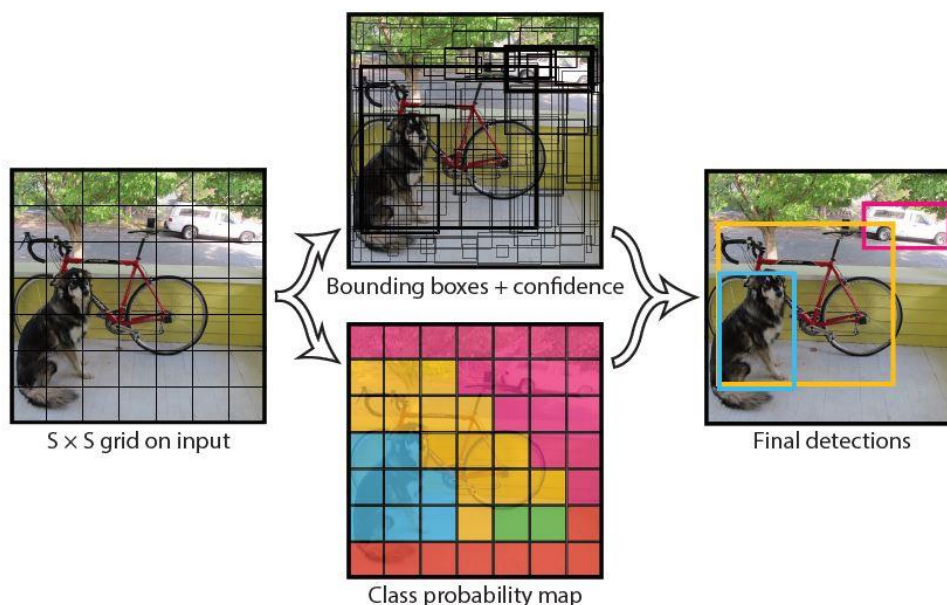 S × S grid on input
Bounding boxes + confidence
Class probability map
Final detections